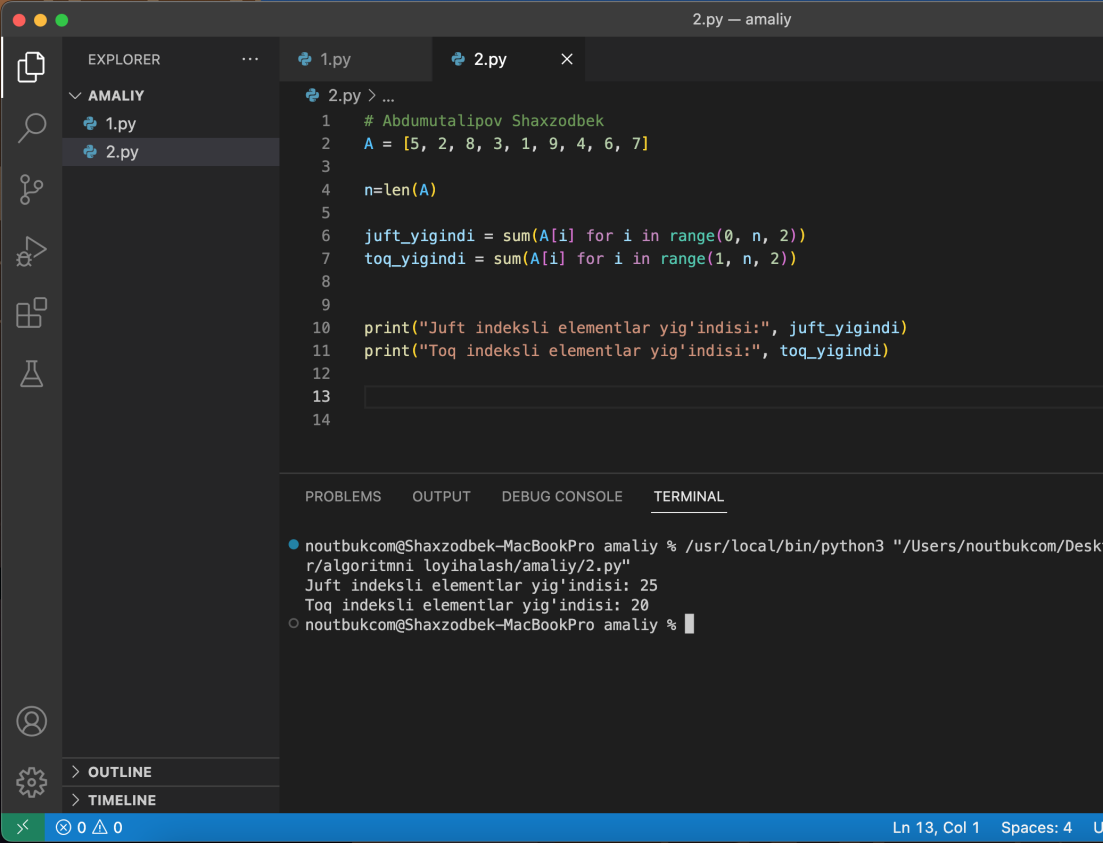 2.py — amaliy
EXPLORER
1.py
2.py
AMALIY
1.py
2.py
2.py > ...
1 # Abdumutalipov Shaxzodbek
2 A = [5, 2, 8, 3, 1, 9, 4, 6, 7]
3
4 n=len(A)
5
6 juft_yigindi = sum(A[i] for i in range(0, n, 2))
7 toq_yigindi = sum(A[i] for i in range(1, n, 2))
8
9
10 print("Juft indeksli elementlar yig'indisi:", juft_yigindi)
11 print("Toq indeksli elementlar yig'indisi:", toq_yigindi)
12
13
14
PROBLEMS OUTPUT DEBUG CONSOLE TERMINAL
noutbukcom@Shaxzodbek-MacBookPro amaliy % /usr/local/bin/python3 "/Users/noutbukcom/Desk
r/algoritmni loyihalash/amaliy/2.py"
Juft indeksli elementlar yig'indisi: 25
Toq indeksli elementlar yig'indisi: 20
noutbukcom@Shaxzodbek-MacBookPro amaliy %
OUTLINE
TIMELINE
0 0 Ln 13, Col 1 Spaces: 4